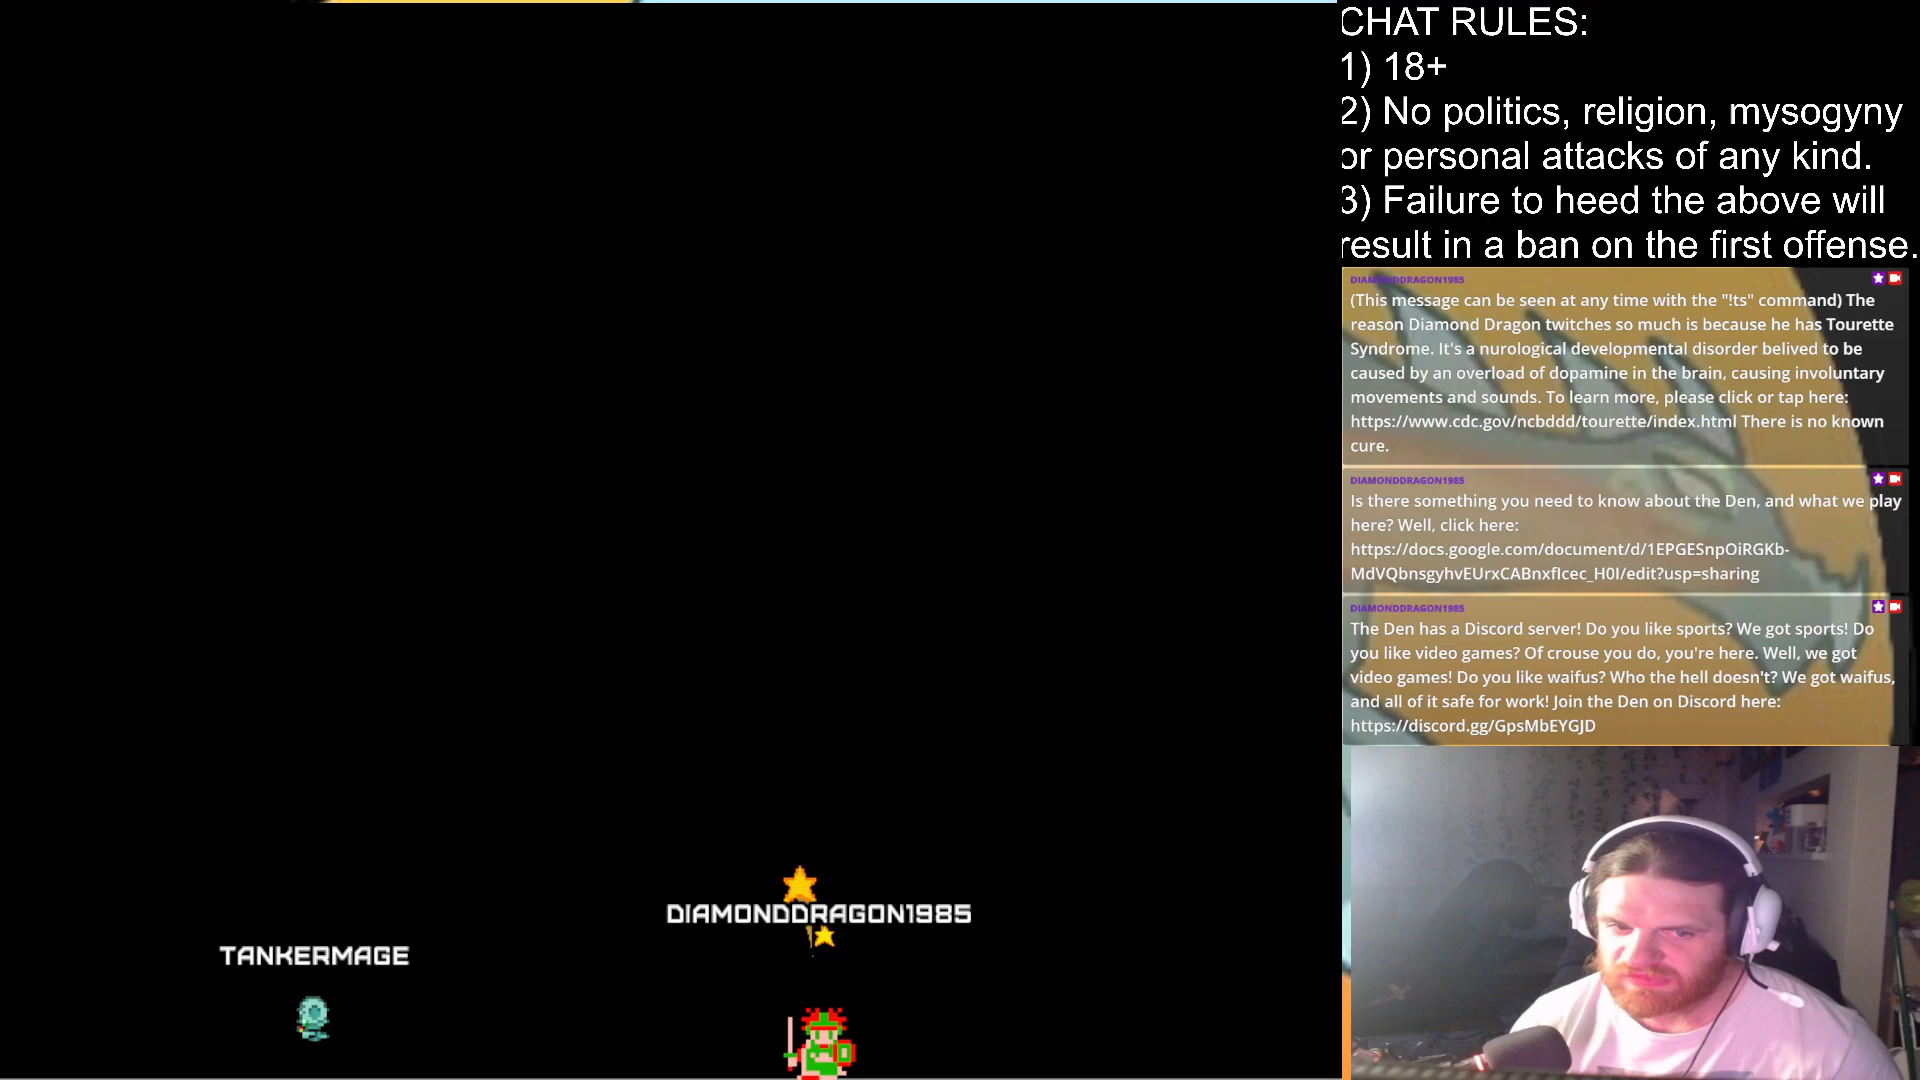 CHAT RULES:
1) 18+
2) No politics, religion, mysogyny
or personal attacks of any kind.
3) Failure to heed the above will
result in a ban on the first offense.
DIAMONDDRAGON1985
(This message can be seen at any time with the "!ts" command) The
reason Diamond Dragon twitches so much is because he has Tourette
Syndrome. It's a nurological developmental disorder belived to be
caused by an overload of dopamine in the brain, causing involuntary
movements and sounds. To learn more, please click or tap here:
https://www.cdc.gov/ncbddd/tourette/index.html There is no known
cure.
DIAMONDDRAGON1985
Is there something you need to know about the Den, and what we play
here? Well, click here:
https://docs.google.com/document/d/1EPGESnpOiRGKb-
MdVQbnsgyhvEUrxCABnxfIcec_H0I/edit?usp=sharing
DIAMONDDRAGON1985
The Den has a Discord server! Do you like sports? We got sports! Do
you like video games? Of crouse you do, you're here. Well, we got
video games! Do you like waifus? Who the hell doesn't? We got waifus,
and all of it safe for work! Join the Den on Discord here:
https://discord.gg/GpsMbEYGJD
DIAMONDDRAGON1985
TANKERMAGE